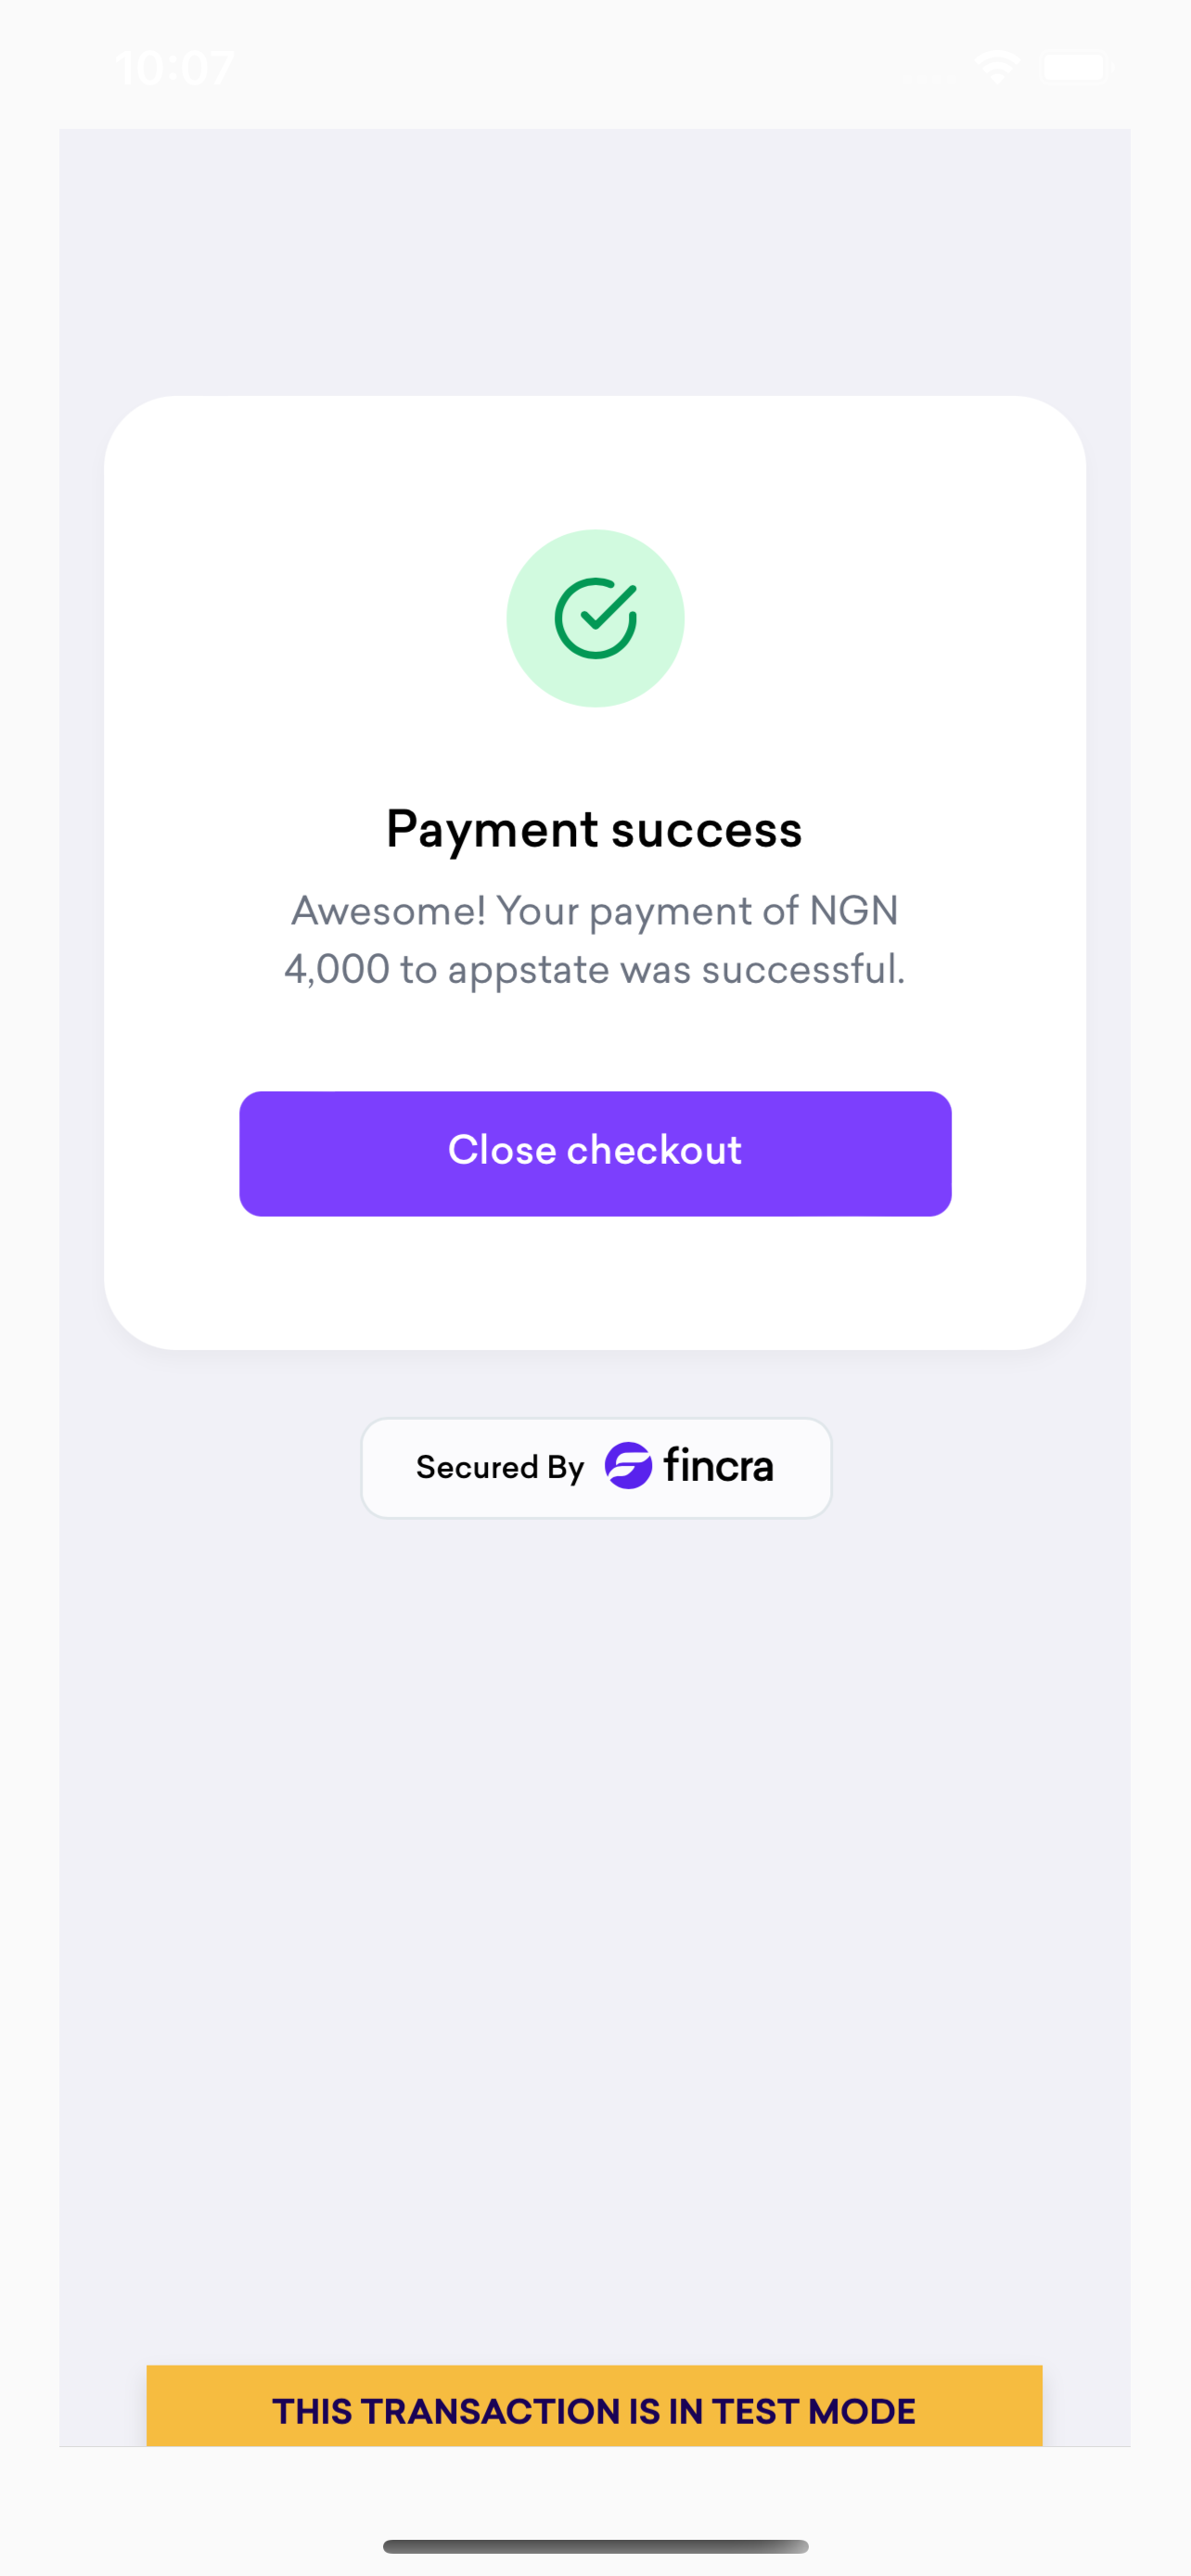 10:07
Payment success
Awesome! Your payment of NGN
4,000 to appstate was successful.
Close checkout
Secured By fincra
THIS TRANSACTION IS IN TEST MODE